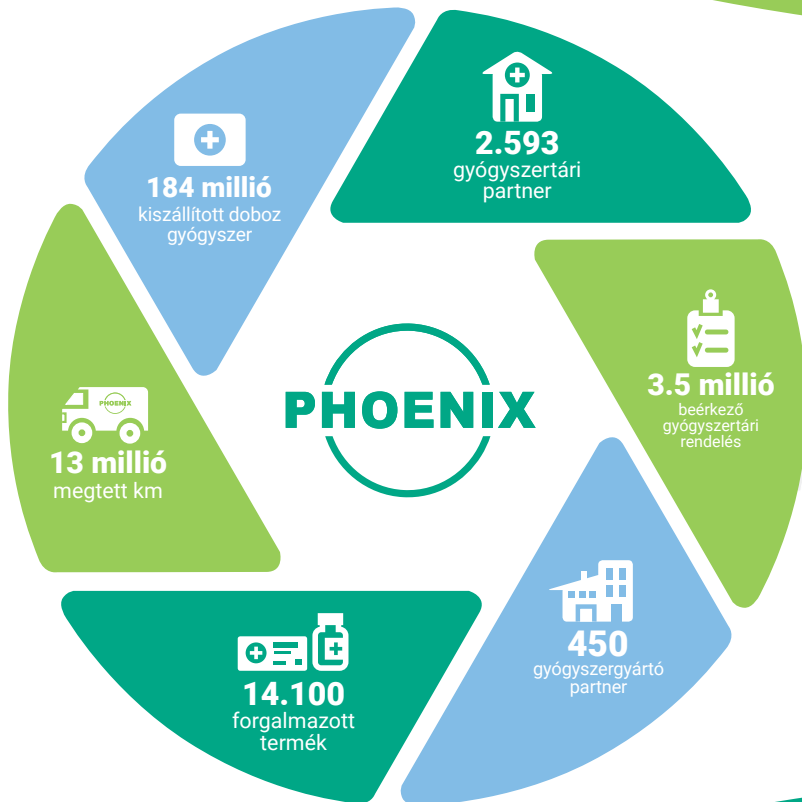 2.593
gyógyszertári
partner
184 millió
kiszállított doboz
gyógyszer
3.5 millió
beérkező
gyógyszertári
rendelés
PHOENIX
PHOENIX
13 millió
megtett km
450
gyógyszergyártó
partner
14.100
forgalmazott
termék